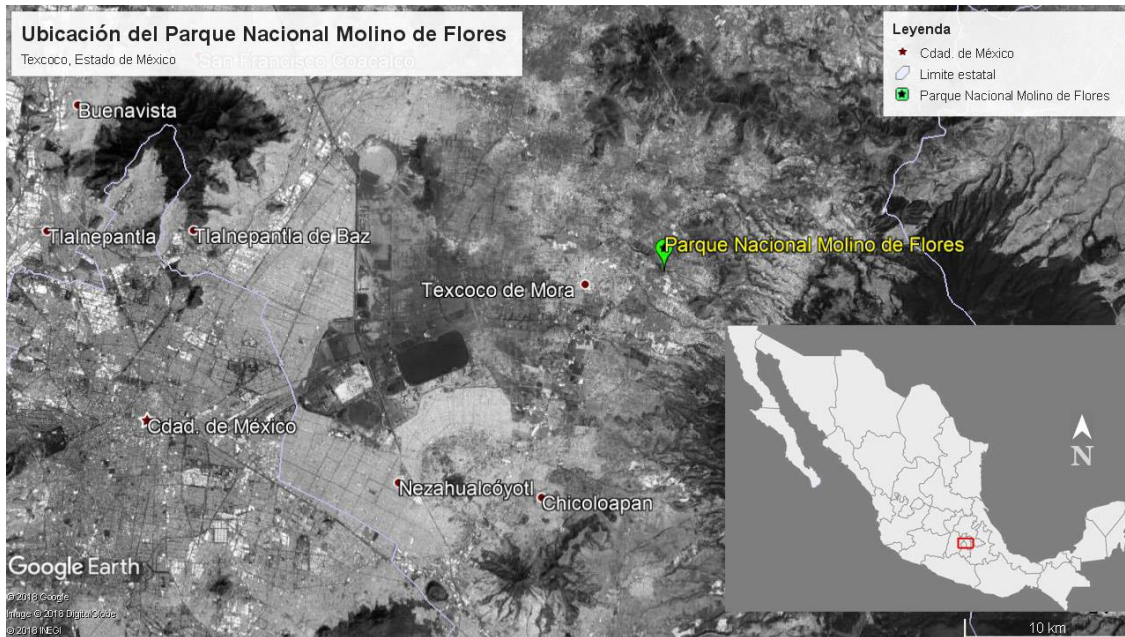 Ubicación del Parque Nacional Molino de Flores
Texcoco, Estado de México
San Francisco Coacalco
Leyenda
Cdad. de México
Limite estatal
Parque Nacional Molino de Flores
Buenavista
Tlalnepantla
Tlalnepantla de Baz
Parque Nacional Molino de Flores
Texcoco de Mora
Cdad. de México
Nezahualcóyotl
Chicoloapan
N
Google Earth
© 2018 Google
Image © 2018 DigitalGlobe
© 2018 INEGI
10 km